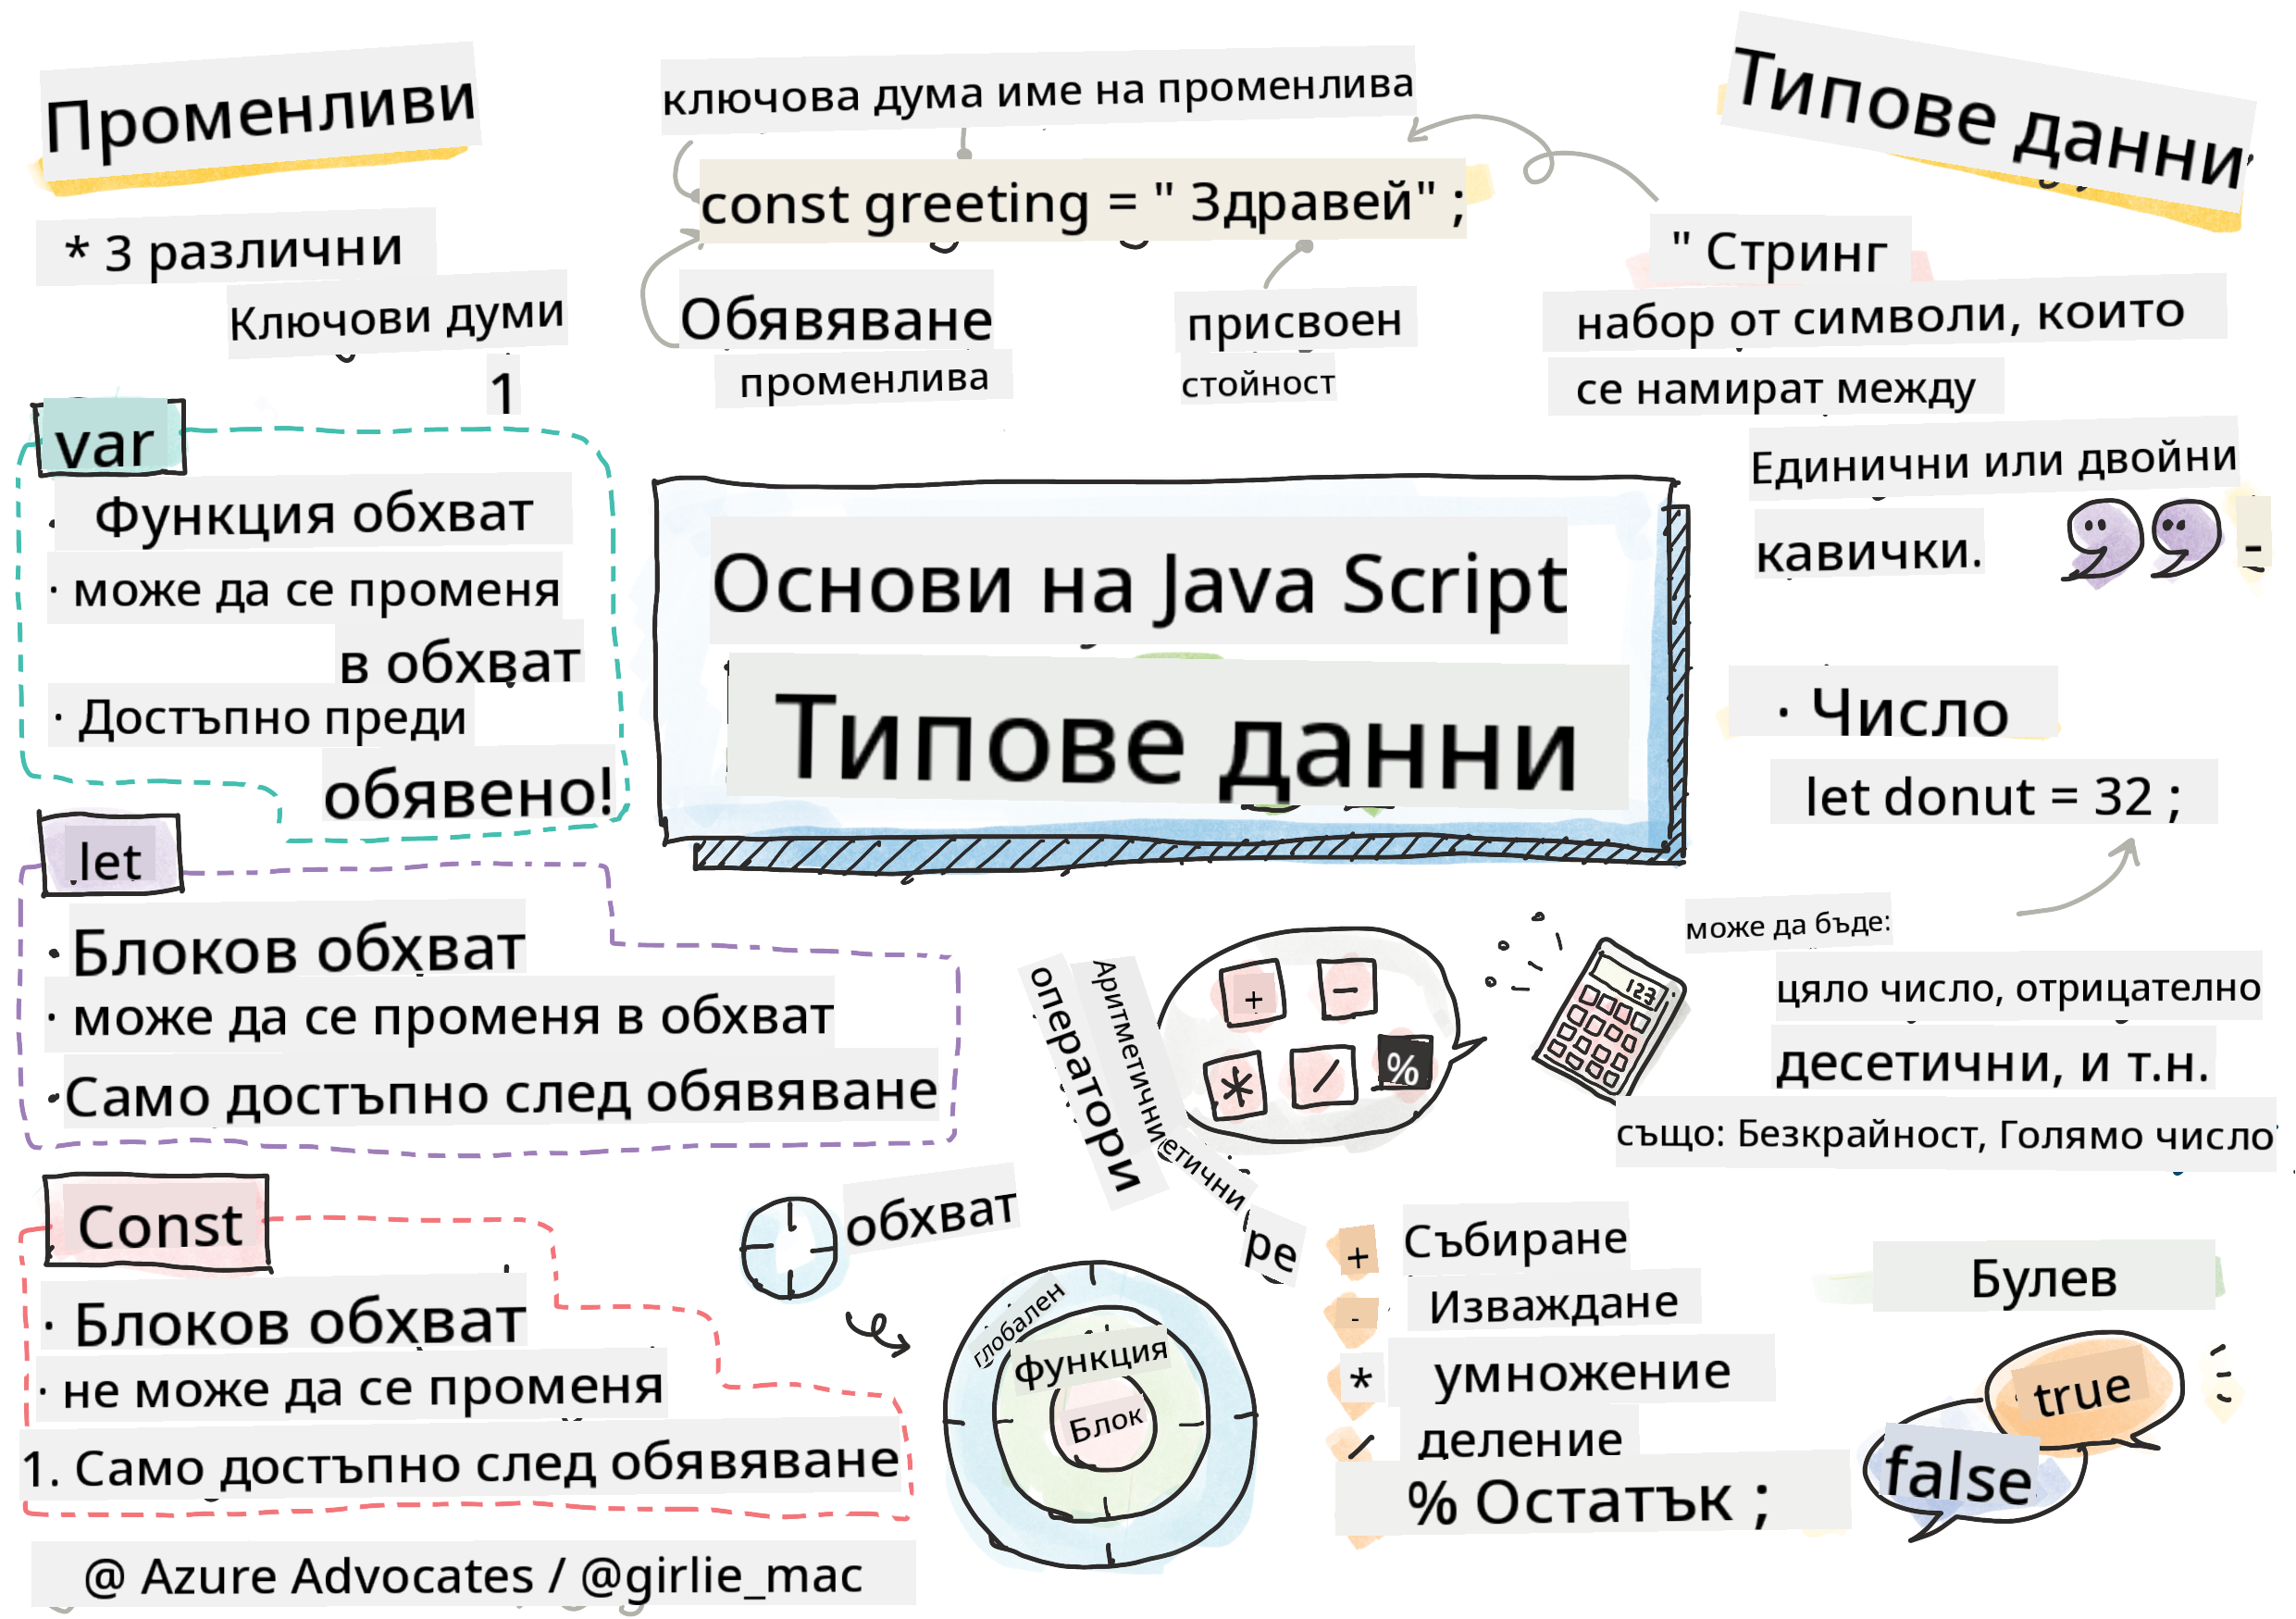 Променливи
* 3 различни
Ключови думи
1
var
Функция обхват
· може да се променя
в обхват
· Достъпно преди
обявено!
let
· Блоков обхват
· може да се променя в обхват
· Само достъпно след обявяване
Const
· Блоков обхват
· не може да се променя
1. Само достъпно след обявяване
@ Azure Advocates / @girlie_mac
ключова дума име на променлива
const greeting = " Здравей" ;
Обявяване
променлива
присвоен
стойност
Основи на Java Script
Типове данни
обхват
глобален
функция
Блок
оператори
Аритметични
етични
ре
+ −
* / %
123
+ Събиране
- Изваждане
* умножение
/ деление
% Остатък ;
Типове данни
" Стринг
набор от символи, които
се намират между
Единични или двойни
кавички.
-
· Число
let donut = 32 ;
може да бъде:
цяло число, отрицателно
десетични, и т.н.
също: Безкрайност, Голямо число
Булев
true
false